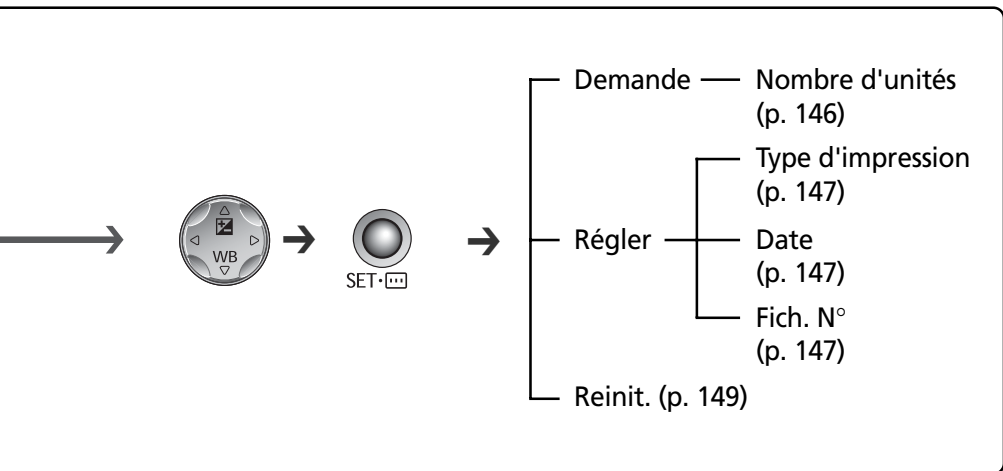 Demande
Nombre d'unités
(p. 146)
Type d'impression
(p. 147)
Régler
Date
(p. 147)
Fich. N°
(p. 147)
Reinit. (p. 149)
WB
SET